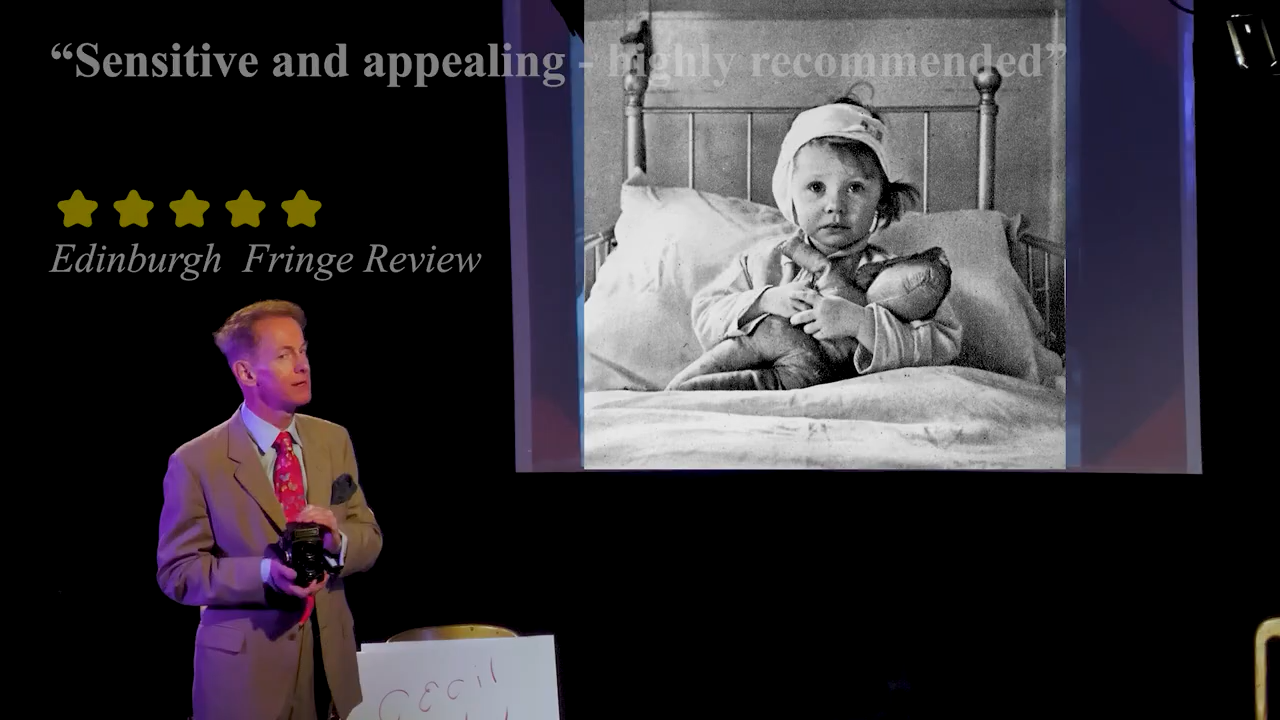 “Sensitive and appealing - highly recommended”
Edinburgh Fringe Review
CECil